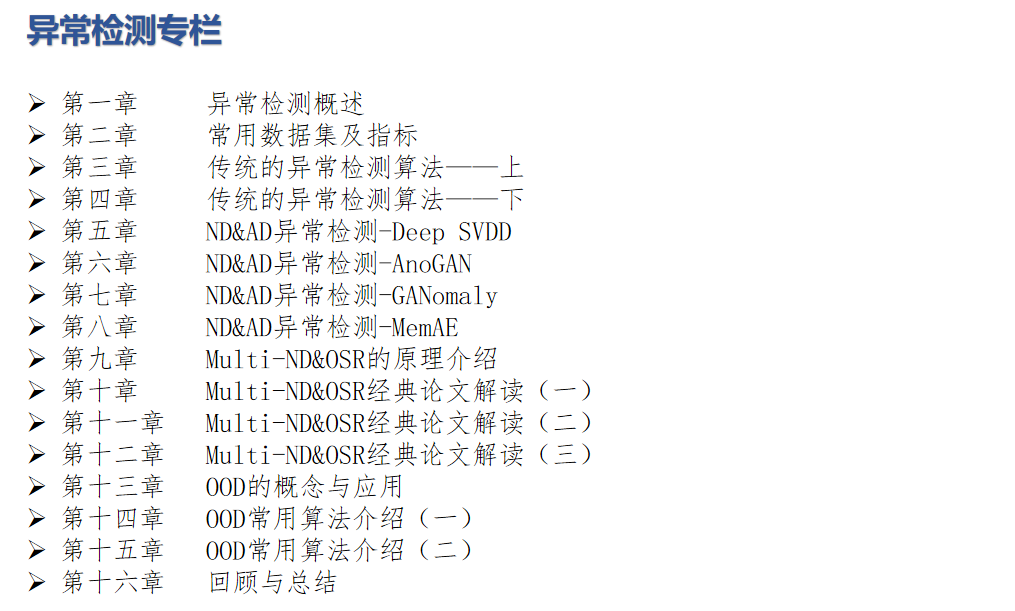 异常检测专栏
第一章 异常检测概述
第二章 常用数据集及指标
第三章 传统的异常检测算法——上
第四章 传统的异常检测算法——下
第五章 ND&AD异常检测-Deep SVDD
第六章 ND&AD异常检测-AnoGAN
第七章 ND&AD异常检测-GANomaly
第八章 ND&AD异常检测-MemAE
第九章 Multi-ND&OSR的原理介绍
第十章 Multi-ND&OSR经典论文解读（一）
第十一章 Multi-ND&OSR经典论文解读（二）
第十二章 Multi-ND&OSR经典论文解读（三）
第十三章 OOD的概念与应用
第十四章 OOD常用算法介绍（一）
第十五章 OOD常用算法介绍（二）
第十六章 回顾与总结